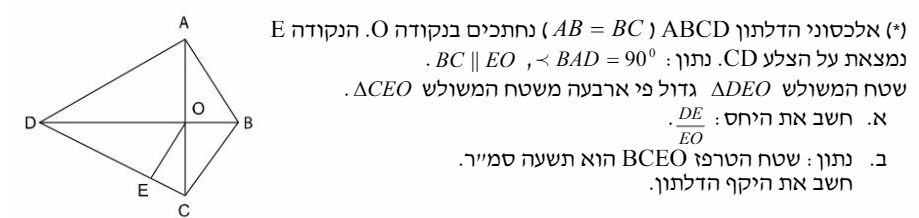 (*) אלכסוני הדלתון ABCD ( AB = BC ) נחתכים בנקודה O. הנקודה E
נמצאת על הצלע CD. נתון: BC || EO , ≺ BAD = 90⁰ .
שטח המשולש ΔDEO גדול פי ארבעה משטח המשולש ΔCEO .
א. חשב את היחס: DE/EO .
ב. נתון: שטח הטרפז BCEO הוא תשעה סמ״ר.
חשב את היקף הדלתון.
A
O
D
B
E
C